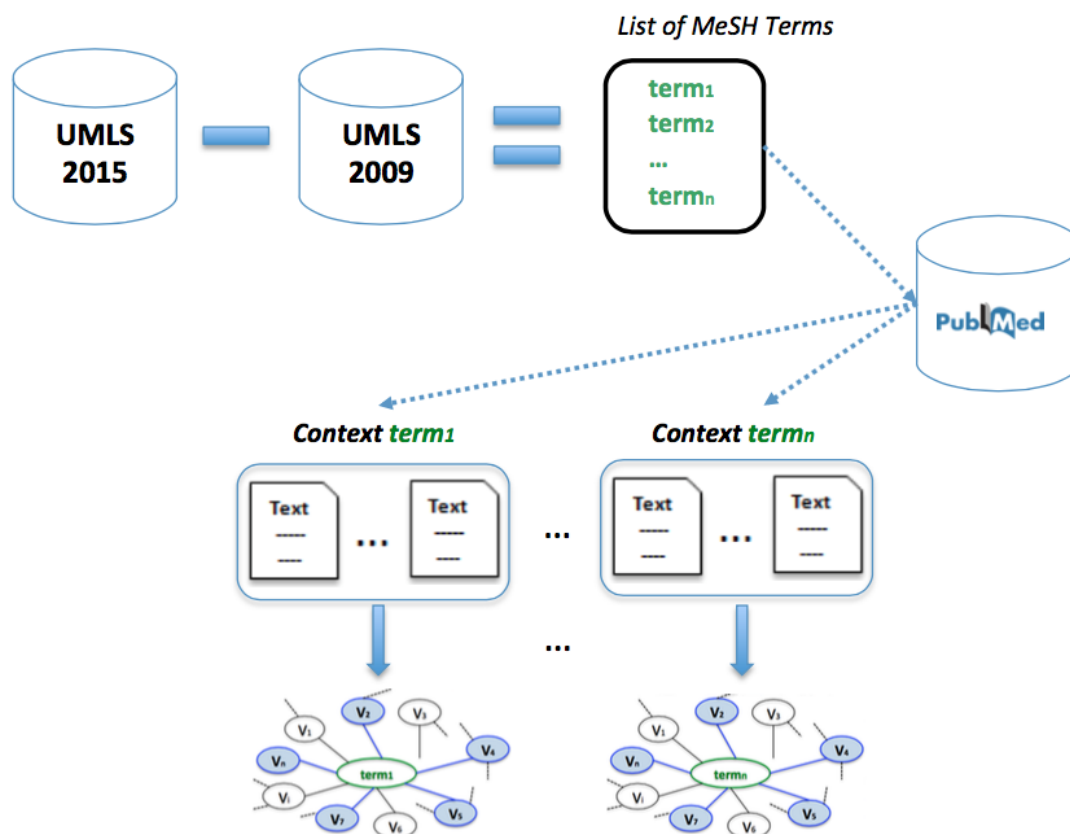 List of MeSH Terms
UMLS
2015
UMLS
2009
term1
term2
...
termn
PubMed
Context term1
Context termn
Text
-----
----
...
Text
-----
----
...
Text
-----
----
...
Text
-----
----
...
V1
V2
V3
V4
Vn
term1
Vi
V7
V6
V5
V1
V2
V3
V4
Vn
termn
Vi
V7
V6
V5